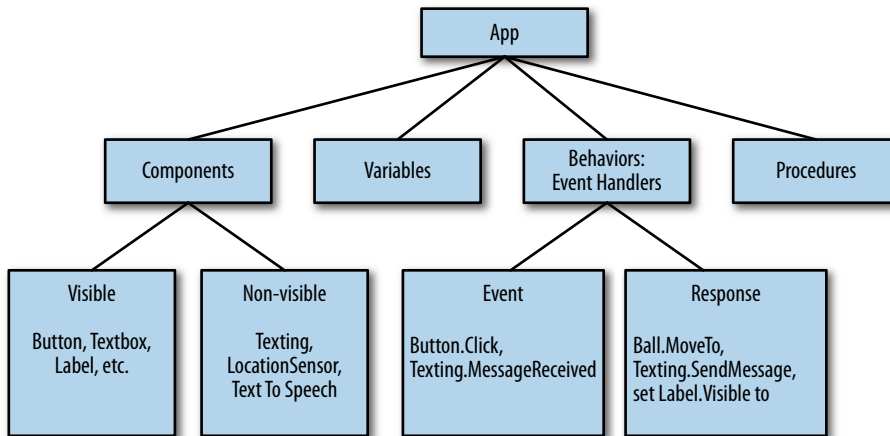 App
Components
Variables
Behaviors:
Event Handlers
Procedures
Visible
Button, Textbox,
Label, etc.
Non-visible
Texting,
LocationSensor,
Text To Speech
Event
Button.Click,
Texting.MessageReceived
Response
Ball.MoveTo,
Texting.SendMessage,
set Label.Visible to